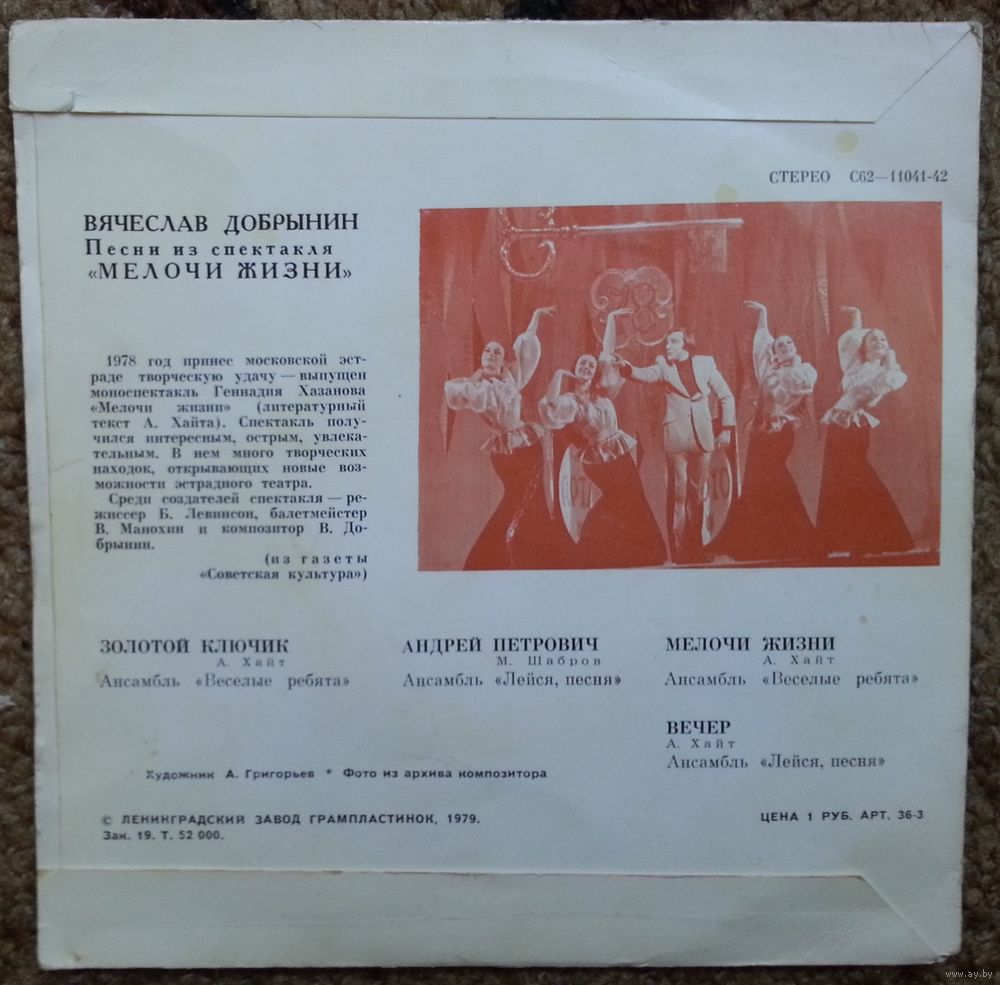 СТЕРЕО С62—11041-42
ВЯЧЕСЛАВ ДОБРЫНИН
Песни из спектакля
«МЕЛОЧИ ЖИЗНИ»
1978 год принес московской эст-
раде творческую удачу — выпущен
моноспектакль Геннадия Хазанова
«Мелочи жизни» (литературный
текст А. Хайта). Спектакль полу-
чился интересным, острым, увлека-
тельным. В нем много творческих
находок, открывающих новые воз-
можности эстрадного театра.
Среди создателей спектакля — ре-
жиссер Б. Левинсон, балетмейстер
В. Манохин и композитор В. До-
брынин.
(из газеты
«Советская культура»)
ЗОЛОТОЙ КЛЮЧИК
А. Хайт
Ансамбль «Веселые ребята»
АНДРЕЙ ПЕТРОВИЧ
М. Шабров
Ансамбль «Лейся, песня»
МЕЛОЧИ ЖИЗНИ
А. Хайт
Ансамбль «Веселые ребята»
ВЕЧЕР
А. Хайт
Ансамбль «Лейся, песня»
Художник А. Григорьев * Фото из архива композитора
© ЛЕНИНГРАДСКИЙ ЗАВОД ГРАМПЛАСТИНОК, 1979.
Зак. 19. Т. 52 000.
ЦЕНА 1 РУБ. АРТ. 36-3
www.ay.by